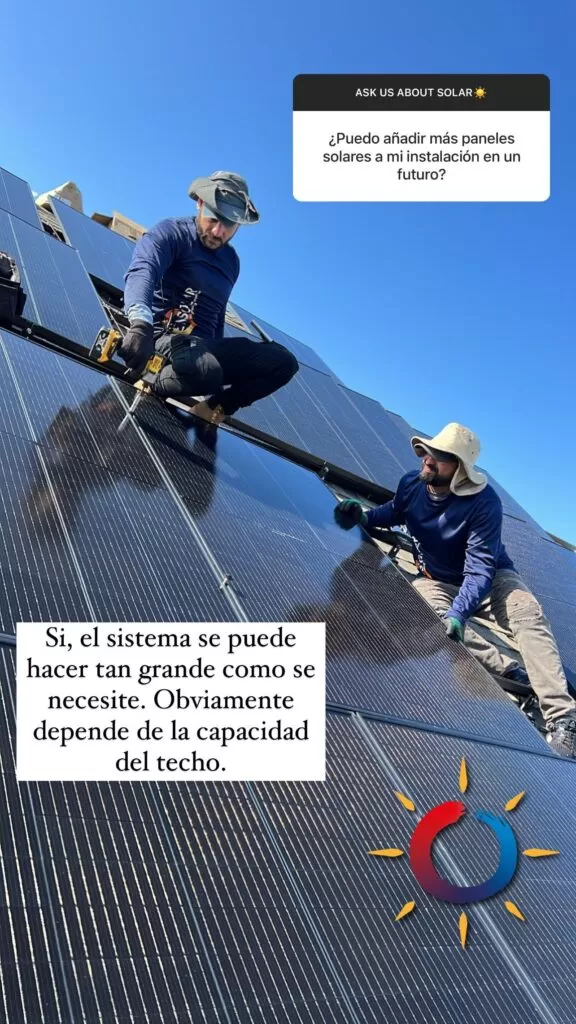 ASK US ABOUT SOLAR☀️
¿Puedo añadir más paneles
solares a mi instalación en un
futuro?
Si, el sistema se puede
hacer tan grande como se
necesite. Obviamente
depende de la capacidad
del techo.